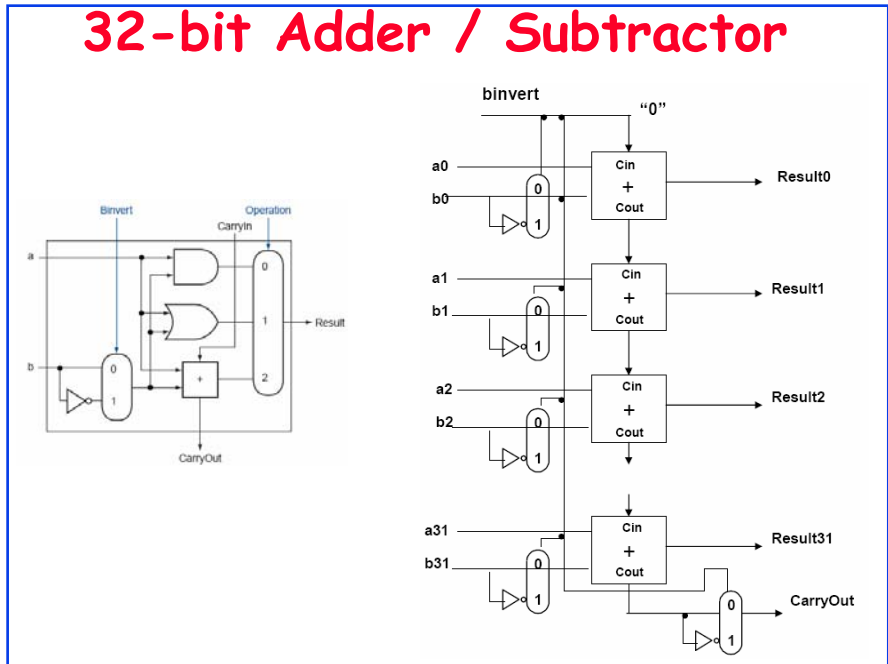 32-bit Adder / Subtractor
Binvert
Operation
CarryIn
a
0
1
Result
b
0
2
+
1
CarryOut
binvert
“0”
a0
Cin
0
+
Result0
b0
Cout
1
a1
Cin
0
+
Result1
b1
Cout
1
a2
Cin
0
+
Result2
b2
Cout
1
a31
Cin
0
+
Result31
b31
Cout
1
0
CarryOut
1